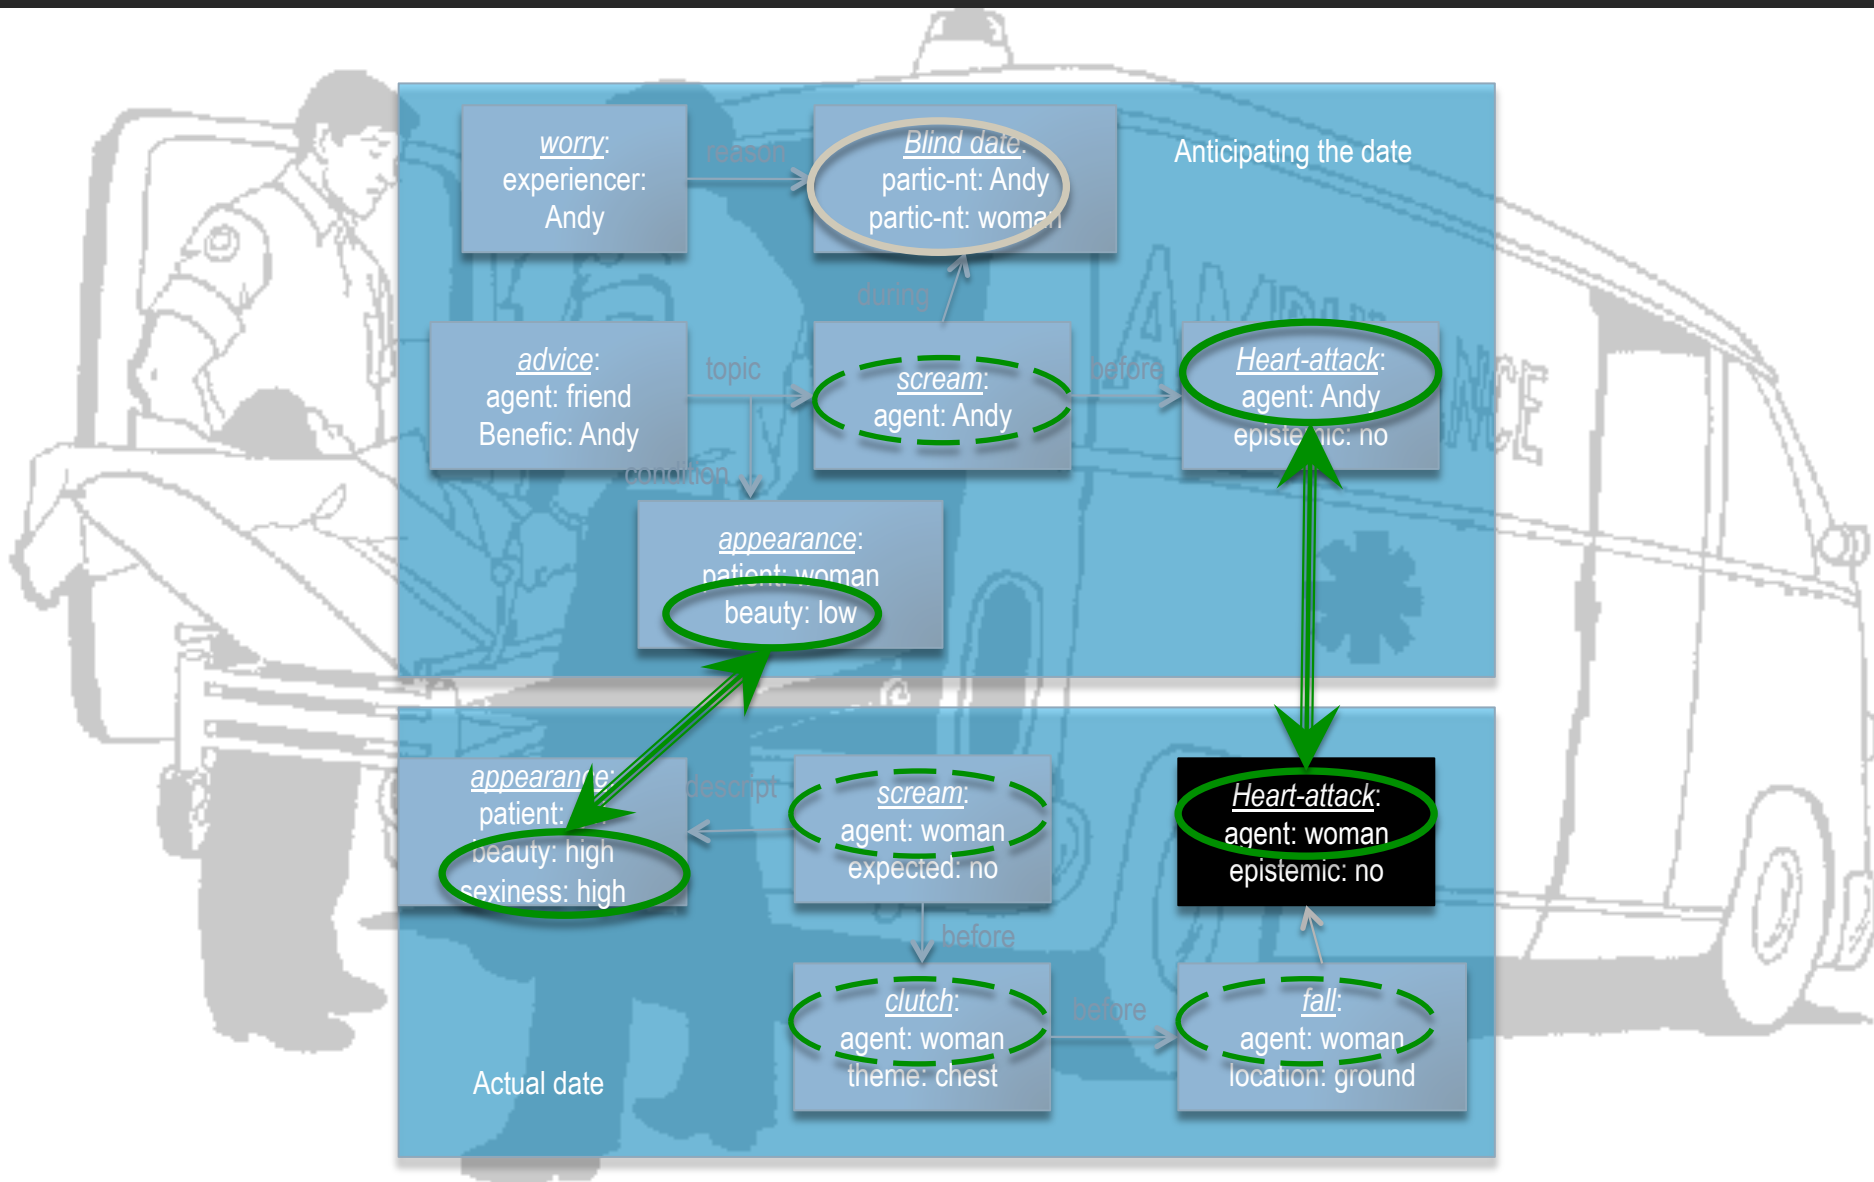 worry:
experiencer:
Andy
reason
Blind date:
partic-nt: Andy
partic-nt: woman
Anticipating the date
during
advice:
agent: friend
Benefic: Andy
topic
scream:
agent: Andy
before
Heart-attack:
agent: Andy
epistemic: no
condition
appearance:
patient: woman
beauty: low
appearance:
patient:
beauty: high
sexiness: high
descript
scream:
agent: woman
expected: no
Heart-attack:
agent: woman
epistemic: no
before
clutch:
agent: woman
theme: chest
before
fall:
agent: woman
location: ground
Actual date
AMBULANCE